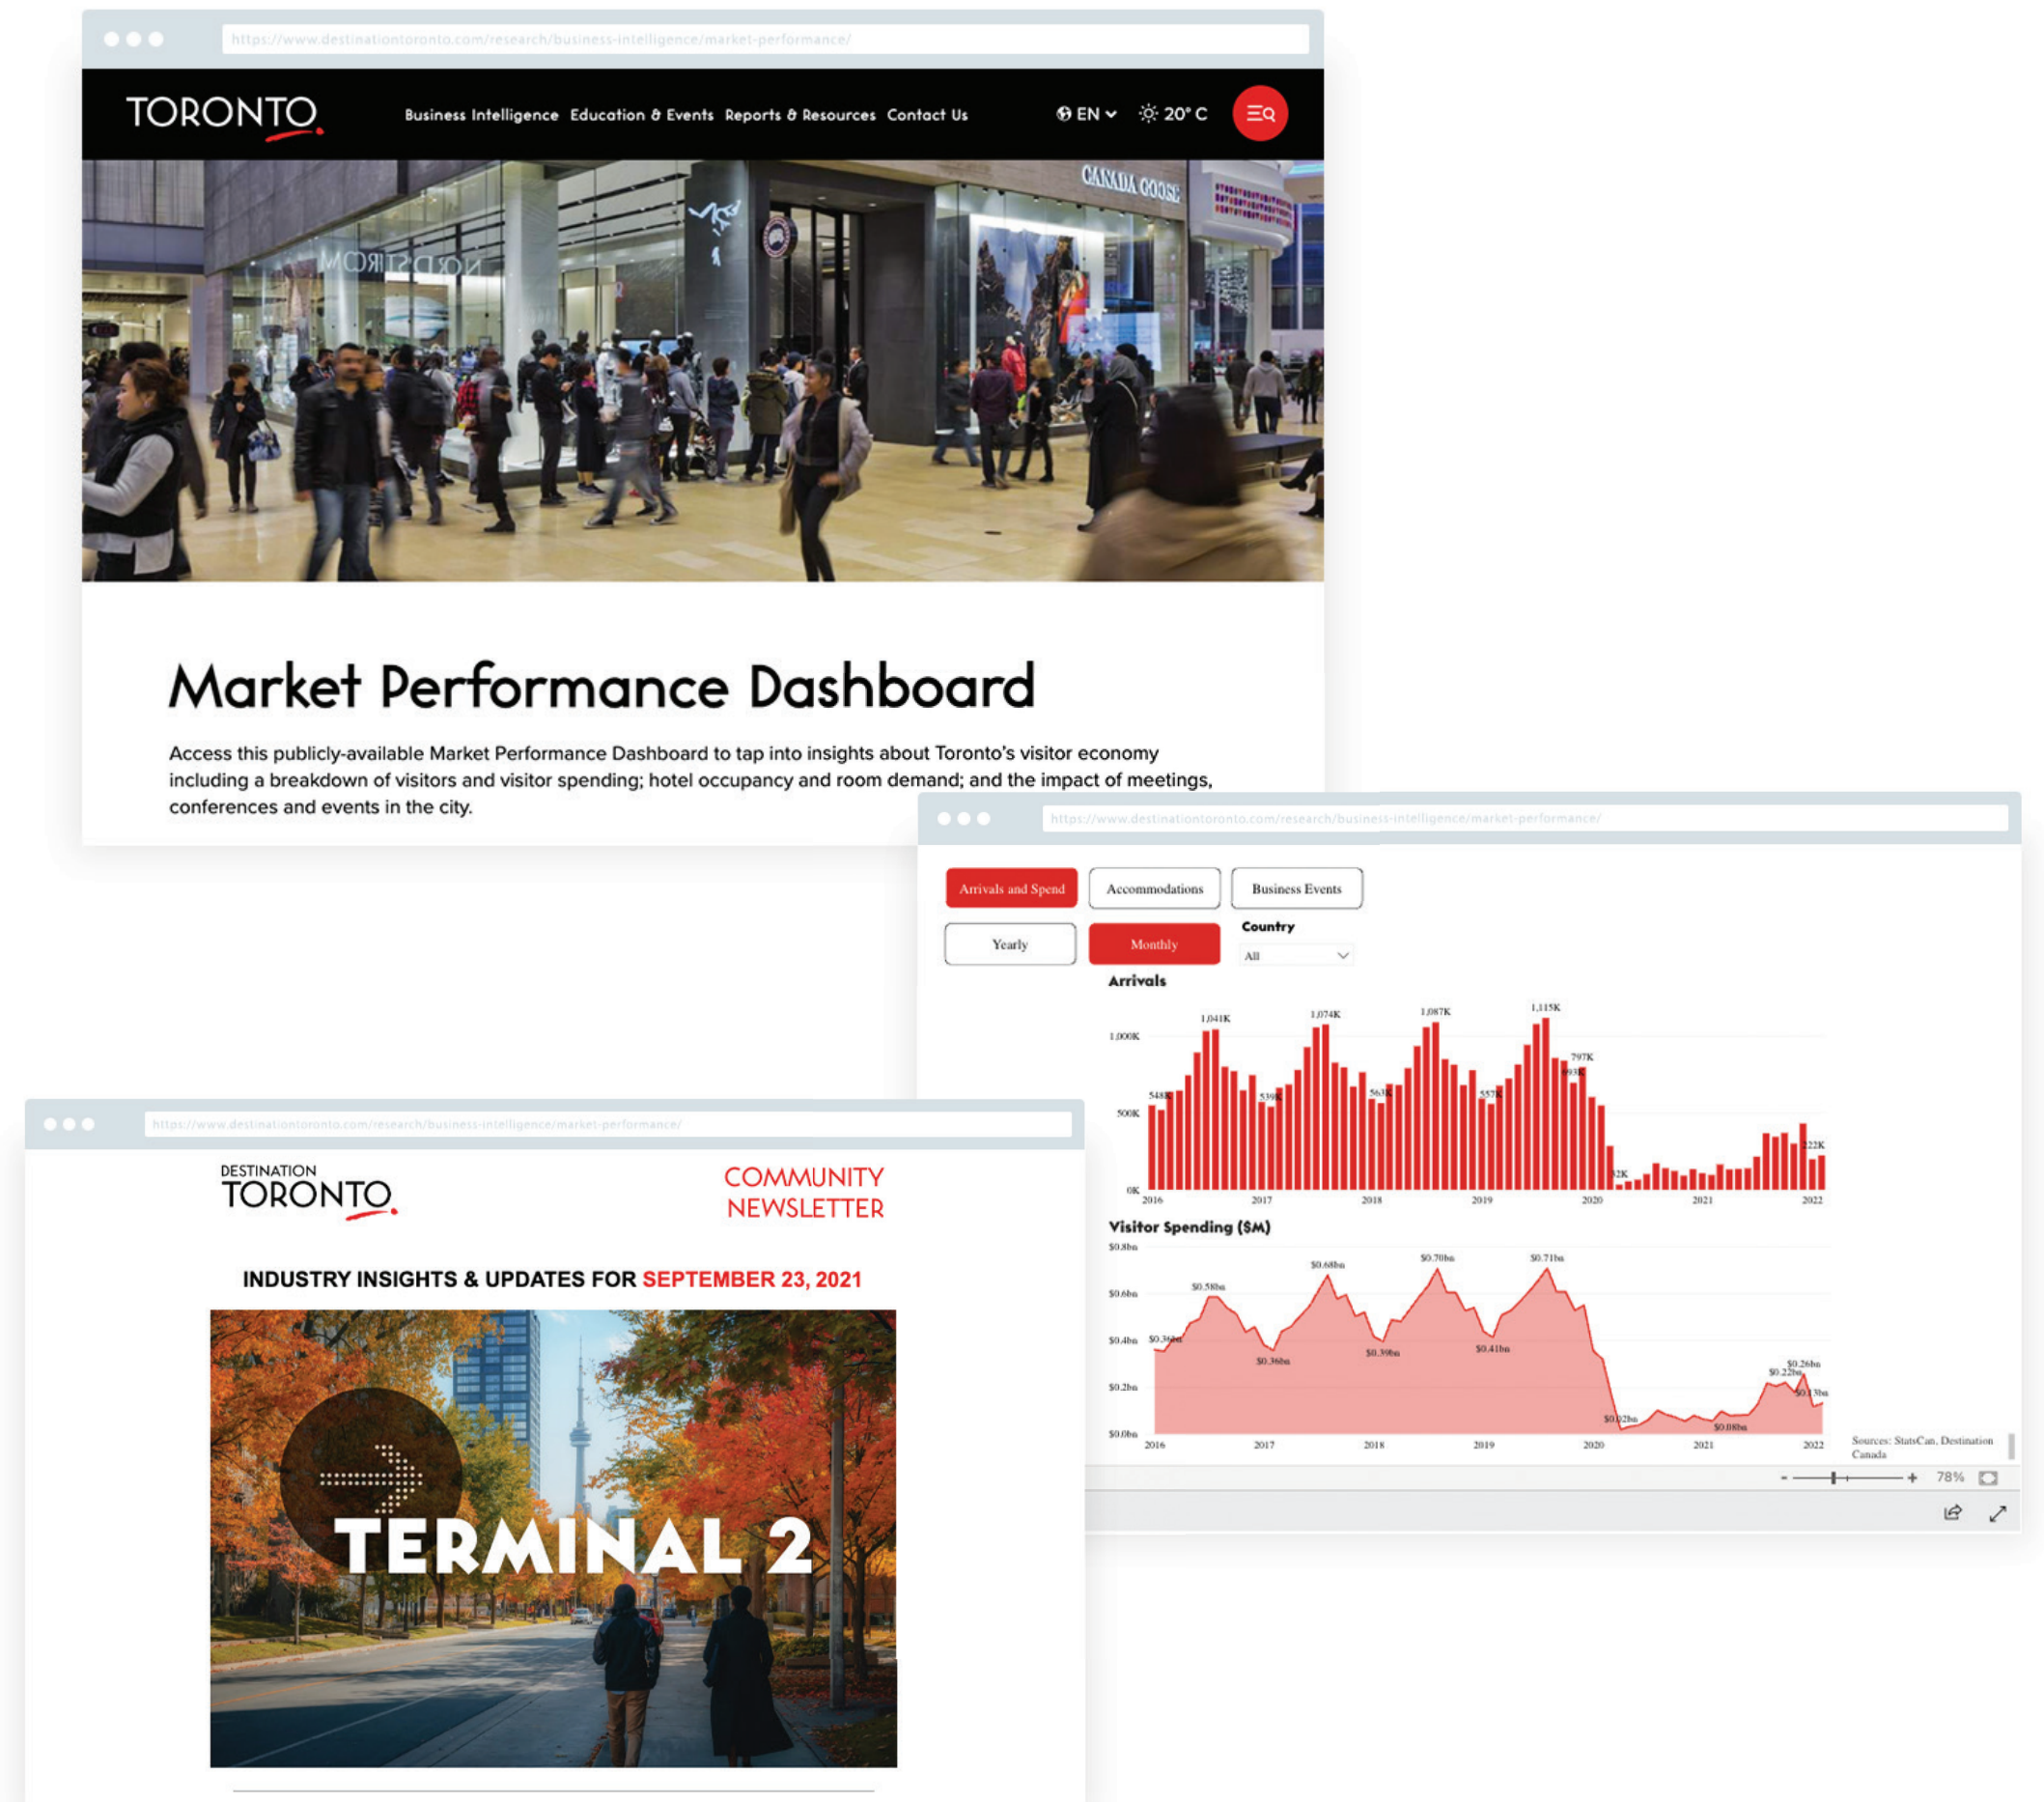 https://www.destinationtoronto.com/research/business-intelligence/market-performance/
TORONTO
Business Intelligence Education & Events Reports & Resources Contact Us
EN
20° C
CANADA GOOSE
Market Performance Dashboard
Access this publicly-available Market Performance Dashboard to tap into insights about Toronto's visitor economy
including a breakdown of visitors and visitor spending; hotel occupancy and room demand; and the impact of meetings,
conferences and events in the city.
https://www.destinationtoronto.com/research/business-intelligence/market-performance/
Arrivals and Spend
Accommodations
Business Events
Yearly
Monthly
Country
All
Arrivals
1,041K
1,074K
1,087K
1,115K
1,000K
797K
693K
548K
539K
563K
557K
500K
222K
0K
2016
2017
2018
2019
2020
2021
2022
Visitor Spending ($M)
$0.8bn
$0.58bn
$0.68bn
$0.70bn
$0.71bn
$0.6bn
$0.4bn
$0.36bn
$0.36bn
$0.39bn
$0.41bn
$0.26bn
$0.22bn
$0.2bn
$0.13bn
$0.02bn
$0.08bn
$0.0bn
2016
2017
2018
2019
2020
2021
2022
Sources: StatsCan, Destination
Canada
- + 78%
https://www.destinationtoronto.com/research/business-intelligence/market-performance/
DESTINATION
TORONTO
COMMUNITY
NEWSLETTER
INDUSTRY INSIGHTS & UPDATES FOR SEPTEMBER 23, 2021
TERMINAL 2